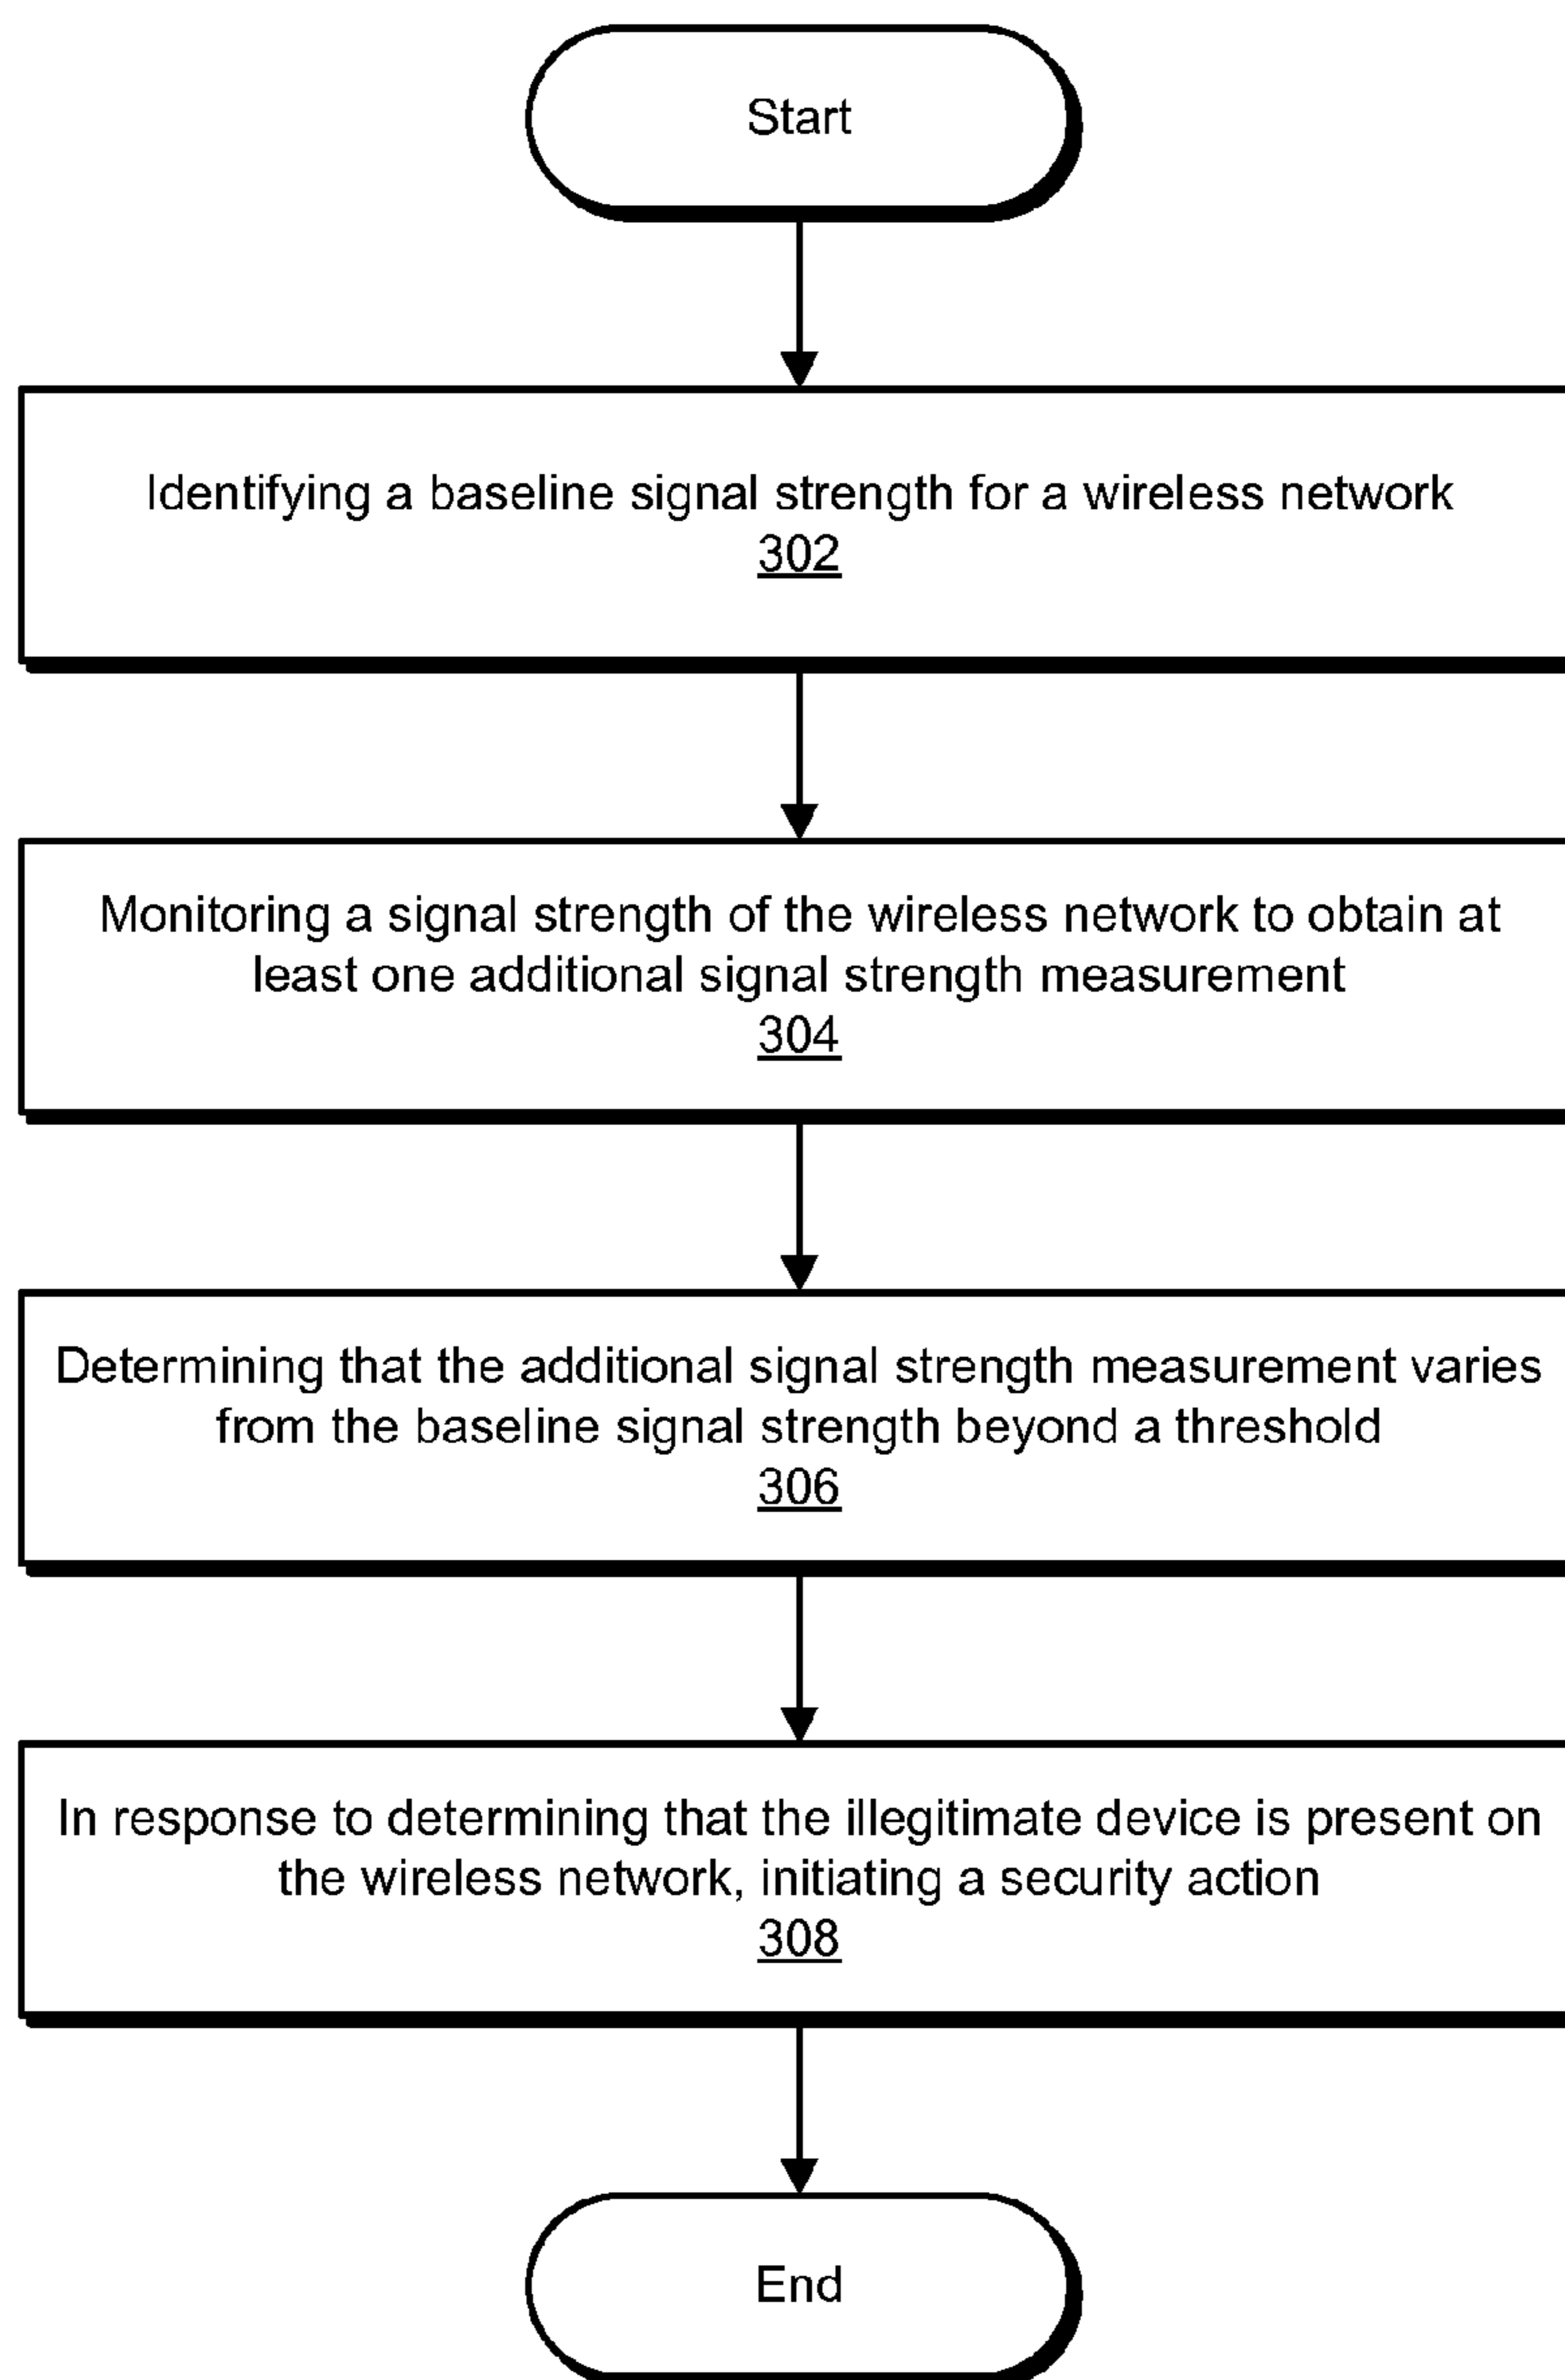 Start
Identifying a baseline signal strength for a wireless network
302
Monitoring a signal strength of the wireless network to obtain at
least one additional signal strength measurement
304
Determining that the additional signal strength measurement varies
from the baseline signal strength beyond a threshold
306
In response to determining that the illegitimate device is present on
the wireless network, initiating a security action
308
End